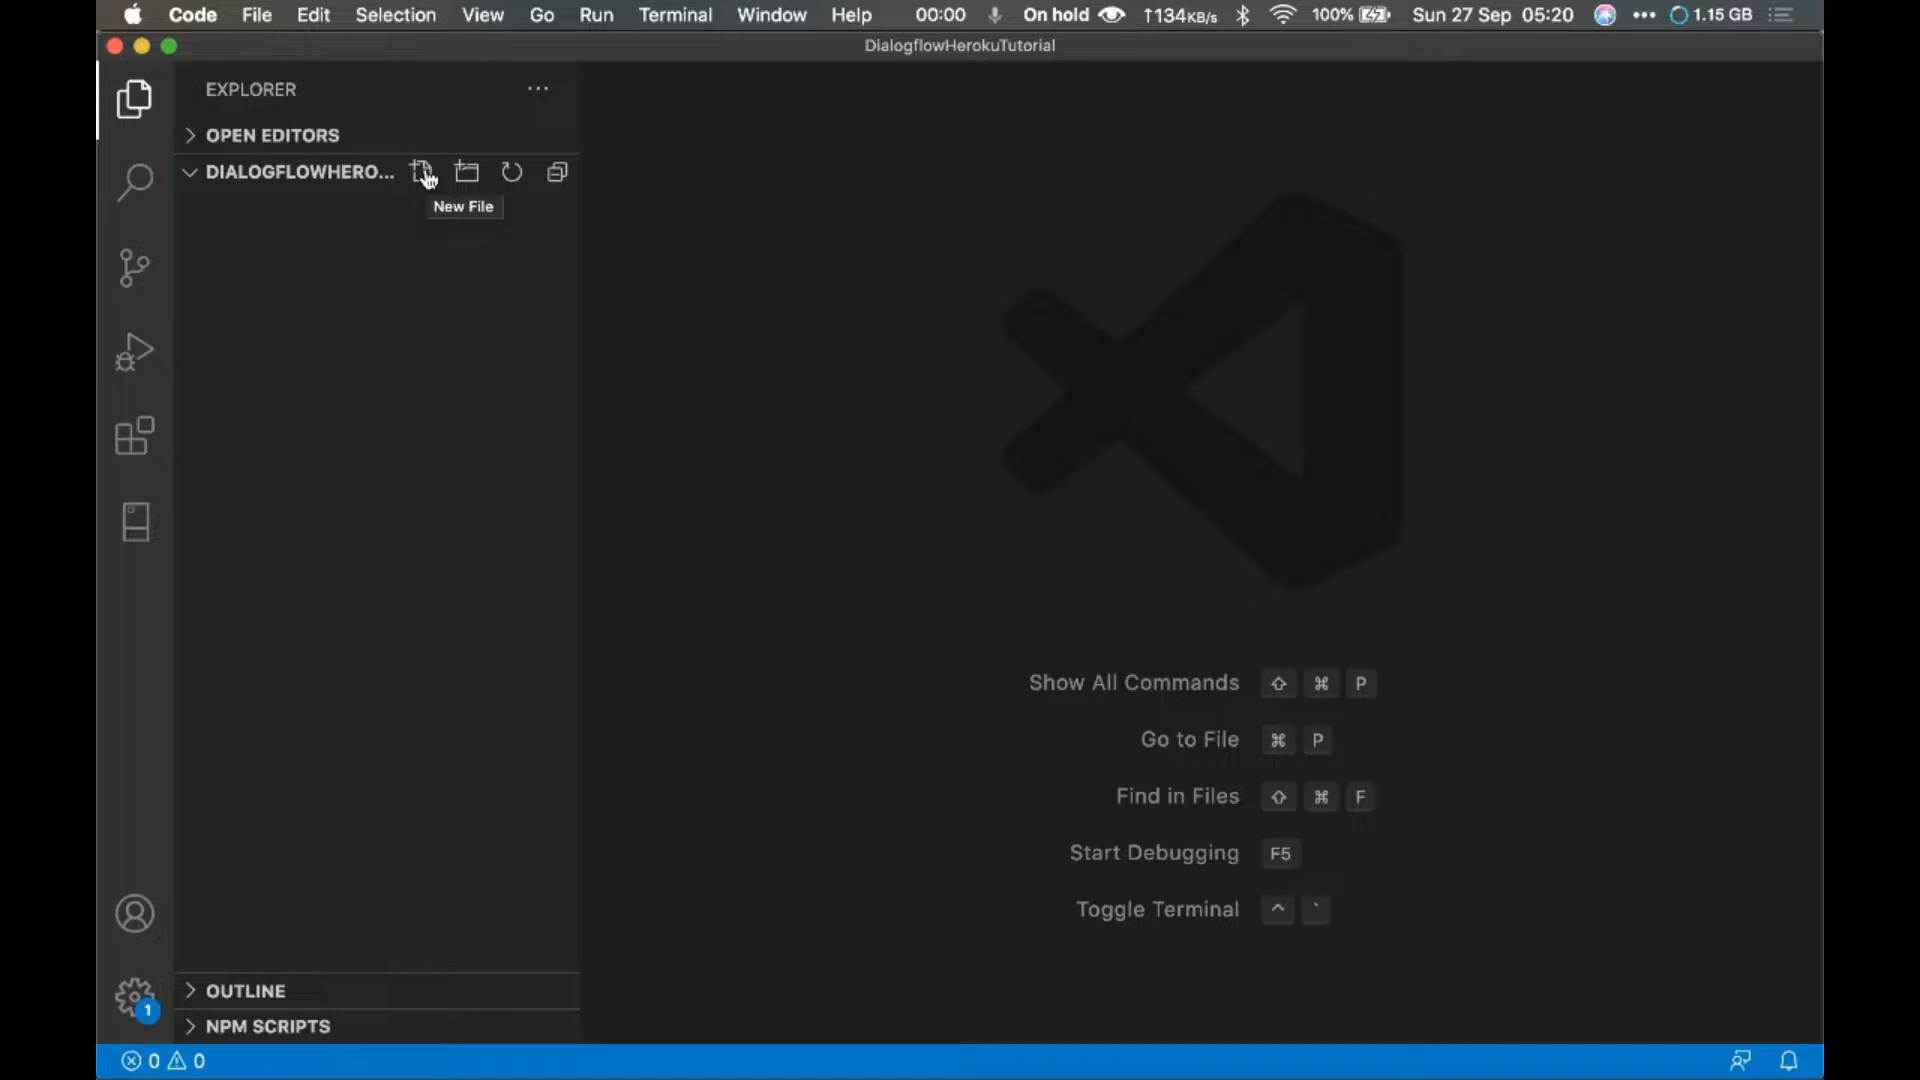 Code File Edit Selection View Go Run Terminal Window Help 00:00 On hold ↑134KB/s 100% Sun 27 Sep 05:20 ••• 1.15 GB
DialogflowHerokuTutorial
EXPLORER ···
OPEN EDITORS
DIALOGFLOWHERO...
New File
Show All Commands ⇧ ⌘ P
Go to File ⌘ P
Find in Files ⇧ ⌘ F
Start Debugging F5
Toggle Terminal ^ `
OUTLINE
1
NPM SCRIPTS
0 0